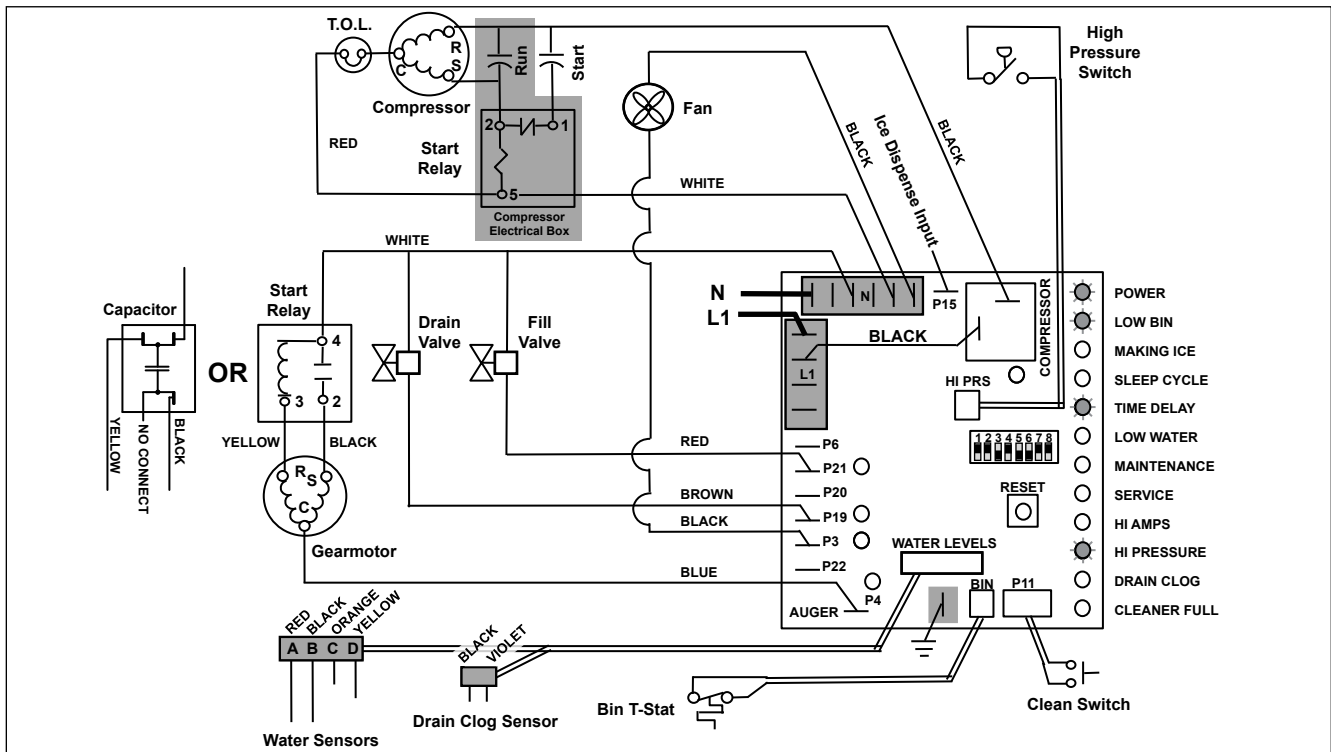 T.O.L.
R
S
C
Compressor
Run
Start
RED
Start
Relay
2
1
5
Compressor
Electrical Box
Fan
BLACK
Ice Dispense Input
BLACK
High
Pressure
Switch
WHITE
WHITE
Capacitor
YELLOW
NO CONNECT
BLACK
OR
Start
Relay
4
3
2
YELLOW
BLACK
R
S
C
Gearmotor
Drain
Valve
Fill
Valve
N
L1
N
P15
L1
BLACK
COMPRESSOR
HI PRS
1 2 3 4 5 6 7 8
RESET
RED
BROWN
BLACK
BLUE
P6
P21
P20
P19
P3
P22
P4
AUGER
WATER LEVELS
BIN
P11
POWER
LOW BIN
MAKING ICE
SLEEP CYCLE
TIME DELAY
LOW WATER
MAINTENANCE
SERVICE
HI AMPS
HI PRESSURE
DRAIN CLOG
CLEANER FULL
RED
BLACK
ORANGE
YELLOW
A B C D
Water Sensors
BLACK
VIOLET
Drain Clog Sensor
Bin T-Stat
Clean Switch